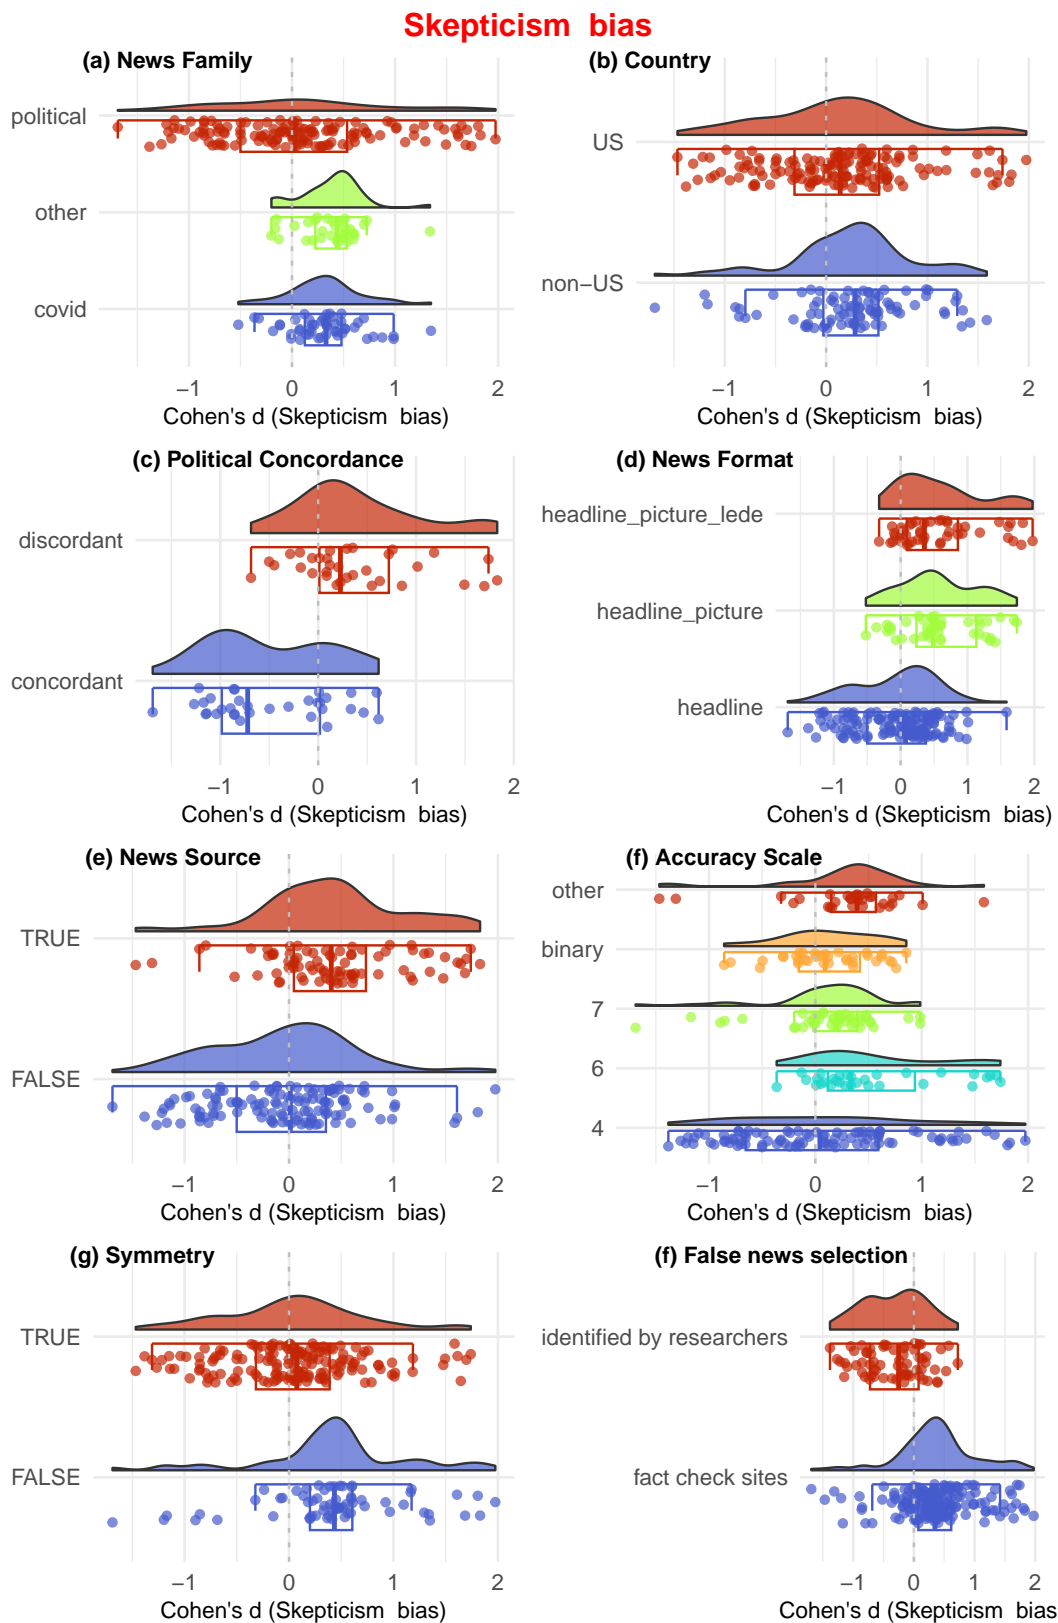 Skepticism bias
(a) News Family
political
other
covid
−1 0 1 2
Cohen's d (Skepticism bias)
(b) Country
US
non−US
−1 0 1 2
Cohen's d (Skepticism bias)
(c) Political Concordance
discordant
concordant
−1 0 1 2
Cohen's d (Skepticism bias)
(d) News Format
headline_picture_lede
headline_picture
headline
−1 0 1 2
Cohen's d (Skepticism bias)
(e) News Source
TRUE
FALSE
−1 0 1 2
Cohen's d (Skepticism bias)
(f) Accuracy Scale
other
binary
7
6
4
−1 0 1 2
Cohen's d (Skepticism bias)
(g) Symmetry
TRUE
FALSE
−1 0 1 2
Cohen's d (Skepticism bias)
(f) False news selection
identified by researchers
fact check sites
−1 0 1 2
Cohen's d (Skepticism bias)